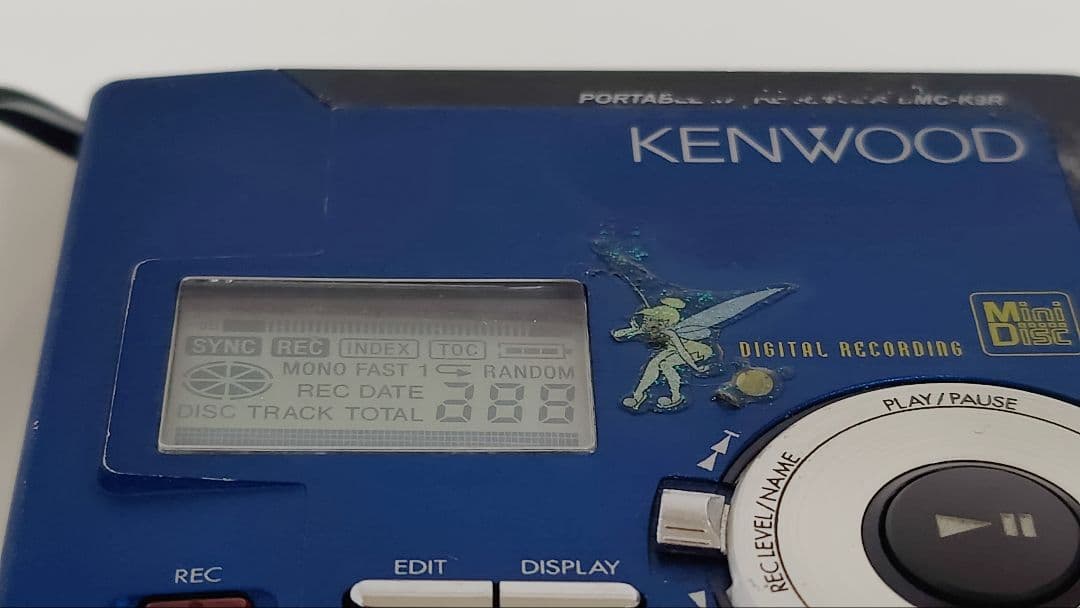 PORTABLE
KENWOOD
Mini
Disc
DIGITAL RECORDING
SYNC REC INDEX TOC
MONO FAST 1 RANDOM
REC DATE
DISC TRACK TOTAL 888
PLAY/PAUSE
REC LEVEL/NAME
REC
EDIT
DISPLAY